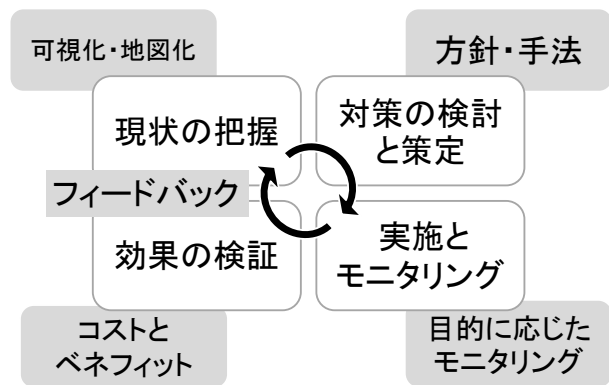 可視化・地図化
方針・手法
現状の把握
対策の検討
と策定
フィードバック
効果の検証
実施と
モニタリング
コストと
ベネフィット
目的に応じた
モニタリング